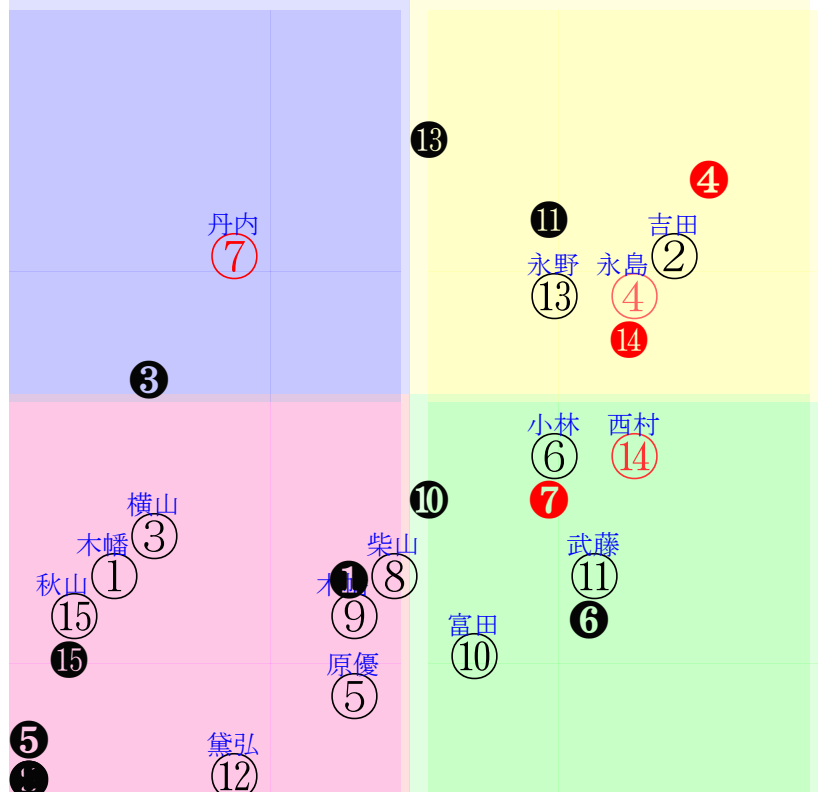 ⓭
❹
⓫
丹内
吉田
⑦
②
永野
永島
⑬
④
⓮
❸
小林
西村
⑥
⑭
❿
❼
横山
③
木幡
柴山
武藤
①
❶
⑧
⑪
秋山
⑮
⑨
❻
富田
⑩
⓯
原優
⑤
❺
黛弘
⑫